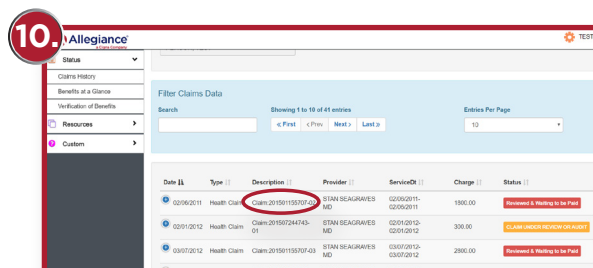 10.
Allegiance
a Cigna Company
TEST
Status
Claims History
Benefits at a Glance
Verification of Benefits
Resources
Custom
Filter Claims Data
Search
Showing 1 to 10 of 41 entries
Entries Per Page
« First < Prev Next > Last »
10
Date Type Description Provider ServiceDt Charge Status
02/06/2011 Health Claim Claim:201501155707-02 STAN SEAGRAVES MD 02/06/2011-02/06/2011 1800.00 Reviewed & Waiting to be Paid
02/01/2012 Health Claim Claim:201507244743-01 STAN SEAGRAVES MD 02/01/2012-02/01/2012 300.00 CLAIM UNDER REVIEW OR AUDIT
03/07/2012 Health Claim Claim:201501155707-03 STAN SEAGRAVES MD 03/07/2012-03/07/2012 2900.00 Reviewed & Waiting to be Paid